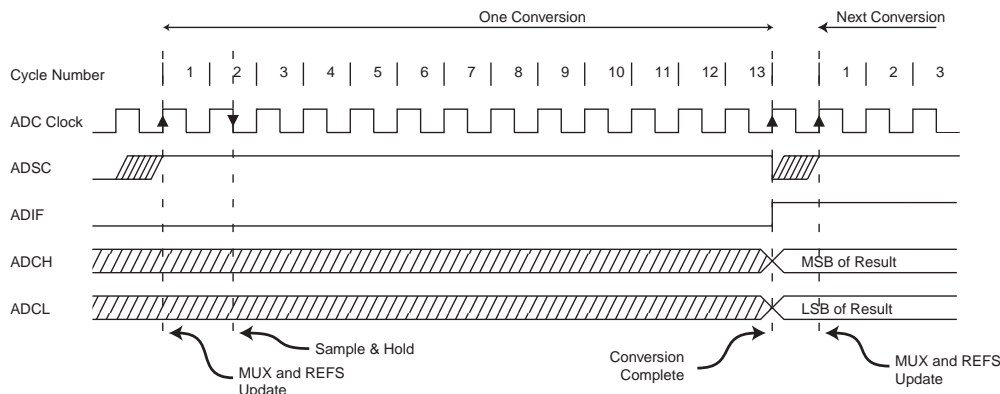 One Conversion
Next Conversion
Cycle Number
1 2 3 4 5 6 7 8 9 10 11 12 13 1 2 3
ADC Clock
ADSC
ADIF
ADCH
MSB of Result
ADCL
LSB of Result
Sample & Hold
MUX and REFS
Update
Conversion
Complete
MUX and REFS
Update